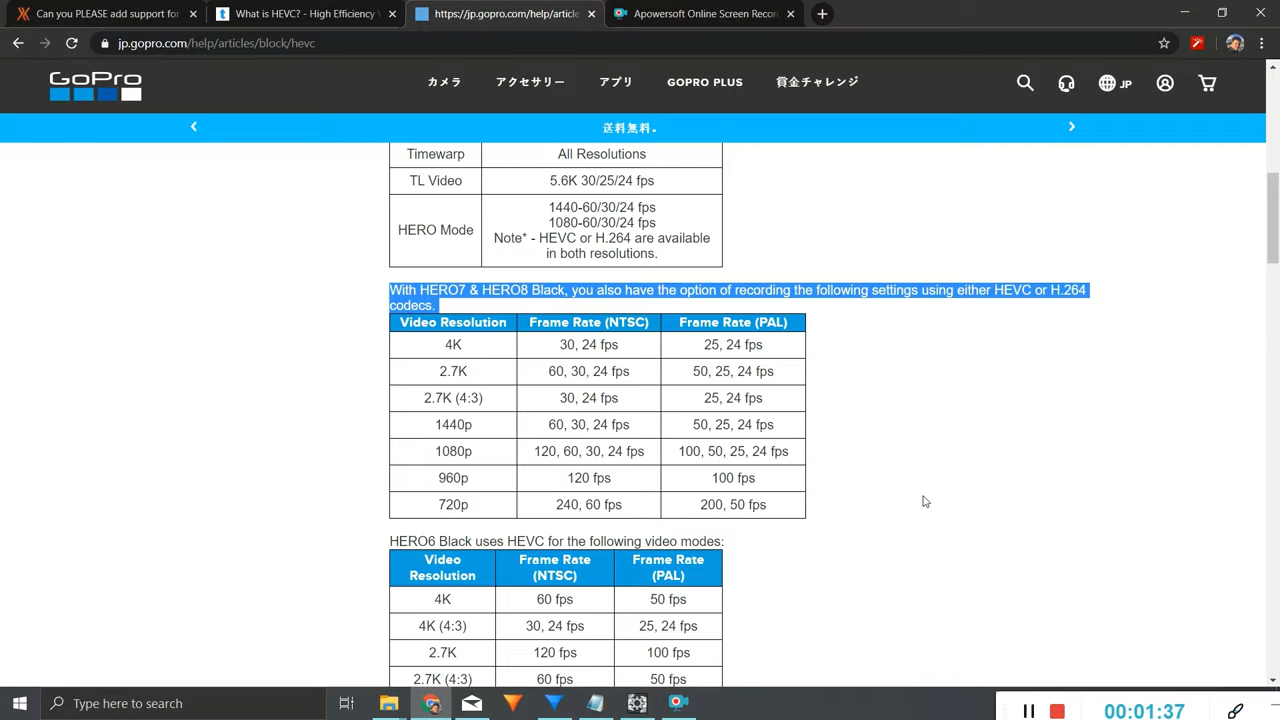 Can you PLEASE add support for
What is HEVC? - High Efficiency V
https://jp.gopro.com/help/article
Apowersoft Online Screen Record
jp.gopro.com/help/articles/block/hevc
GoPro
カメラ アクセサリー アプリ GOPRO PLUS 賞金チャレンジ JP
送料無料。
Timewarp All Resolutions
TL Video 5.6K 30/25/24 fps
HERO Mode
1440-60/30/24 fps
1080-60/30/24 fps
Note* - HEVC or H.264 are available
in both resolutions.
With HERO7 & HERO8 Black, you also have the option of recording the following settings using either HEVC or H.264
codecs.
Video Resolution Frame Rate (NTSC) Frame Rate (PAL)
4K 30, 24 fps 25, 24 fps
2.7K 60, 30, 24 fps 50, 25, 24 fps
2.7K (4:3) 30, 24 fps 25, 24 fps
1440p 60, 30, 24 fps 50, 25, 24 fps
1080p 120, 60, 30, 24 fps 100, 50, 25, 24 fps
960p 120 fps 100 fps
720p 240, 60 fps 200, 50 fps
HERO6 Black uses HEVC for the following video modes:
Video Resolution Frame Rate (NTSC) Frame Rate (PAL)
4K 60 fps 50 fps
4K (4:3) 30, 24 fps 25, 24 fps
2.7K 120 fps 100 fps
2.7K (4:3) 60 fps 50 fps
Type here to search
00:01:37